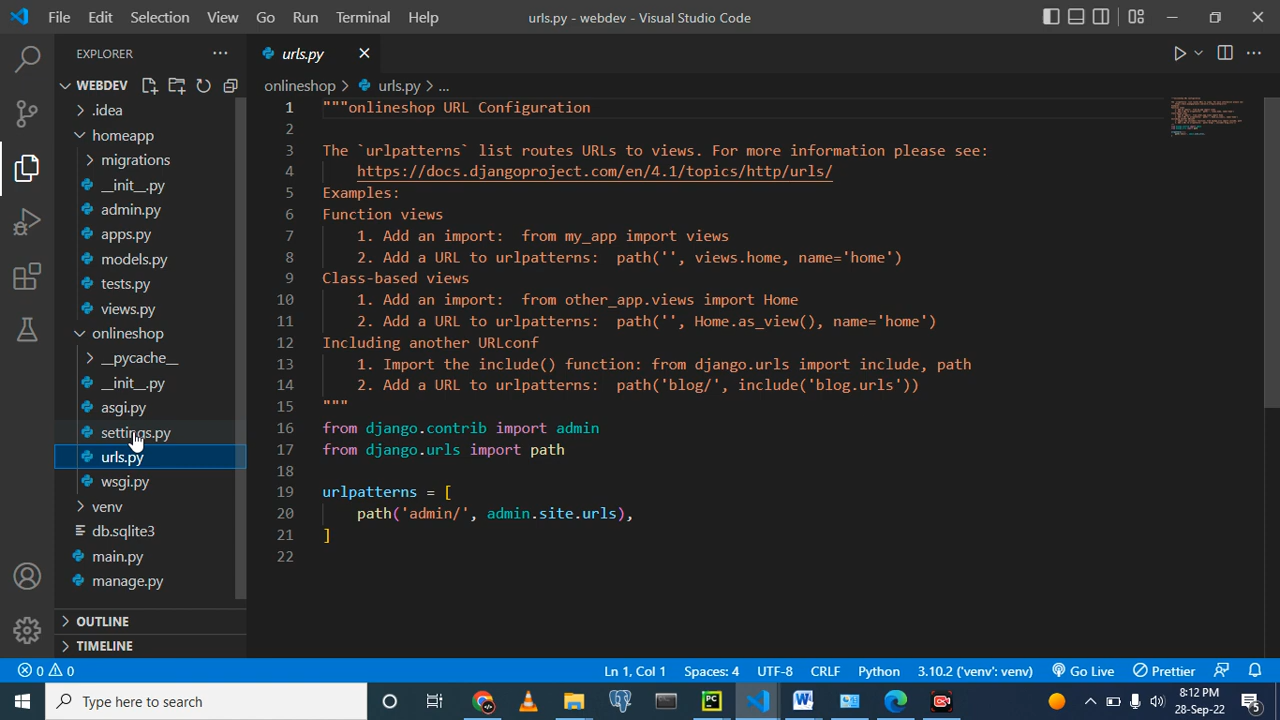 File Edit Selection View Go Run Terminal Help urls.py - webdev - Visual Studio Code
EXPLORER ···
WEBDEV
.idea
homeapp
migrations
__init__.py
admin.py
apps.py
models.py
tests.py
views.py
onlineshop
__pycache__
__init__.py
asgi.py
settings.py
urls.py
wsgi.py
venv
db.sqlite3
main.py
manage.py
OUTLINE
TIMELINE
urls.py
onlineshop > urls.py > ...
1 """onlineshop URL Configuration
2
3 The `urlpatterns` list routes URLs to views. For more information please see:
4 https://docs.djangoproject.com/en/4.1/topics/http/urls/
5 Examples:
6 Function views
7 1. Add an import:  from my_app import views
8 2. Add a URL to urlpatterns:  path('', views.home, name='home')
9 Class-based views
10 1. Add an import:  from other_app.views import Home
11 2. Add a URL to urlpatterns:  path('', Home.as_view(), name='home')
12 Including another URLconf
13 1. Import the include() function: from django.urls import include, path
14 2. Add a URL to urlpatterns:  path('blog/', include('blog.urls'))
15 """
16 from django.contrib import admin
17 from django.urls import path
18
19 urlpatterns = [
20 path('admin/', admin.site.urls),
21 ]
22
0 0 Ln 1, Col 1 Spaces: 4 UTF-8 CRLF Python 3.10.2 ('venv': venv) Go Live Prettier
Type here to search 8:12 PM
28-Sep-22 5